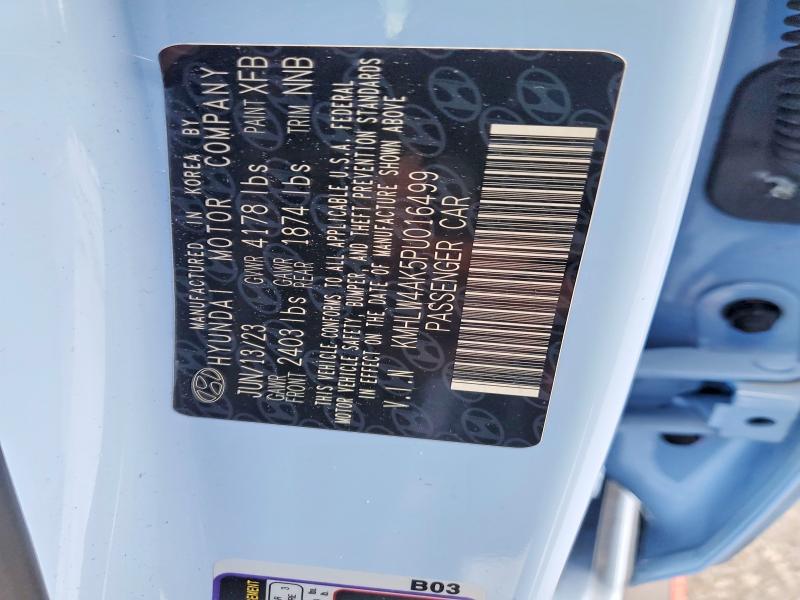 MANUFACTURED IN KOREA BY
HYUNDAI MOTOR COMPANY
JUN/13/23 GVWR 4178 lbs. PAINT XFB
GAWR FRONT 2403 lbs GAWR REAR 1874 lbs TRIM NNB
THIS VEHICLE CONFORMS TO ALL APPLICABLE U.S.A. FEDERAL
MOTOR VEHICLE SAFETY, BUMPER, AND THEFT PREVENTION STANDARDS
IN EFFECT ON THE DATE OF MANUFACTURE SHOWN ABOVE
V.I.N KMHLW4AK5PU016499
PASSENGER CAR
B03